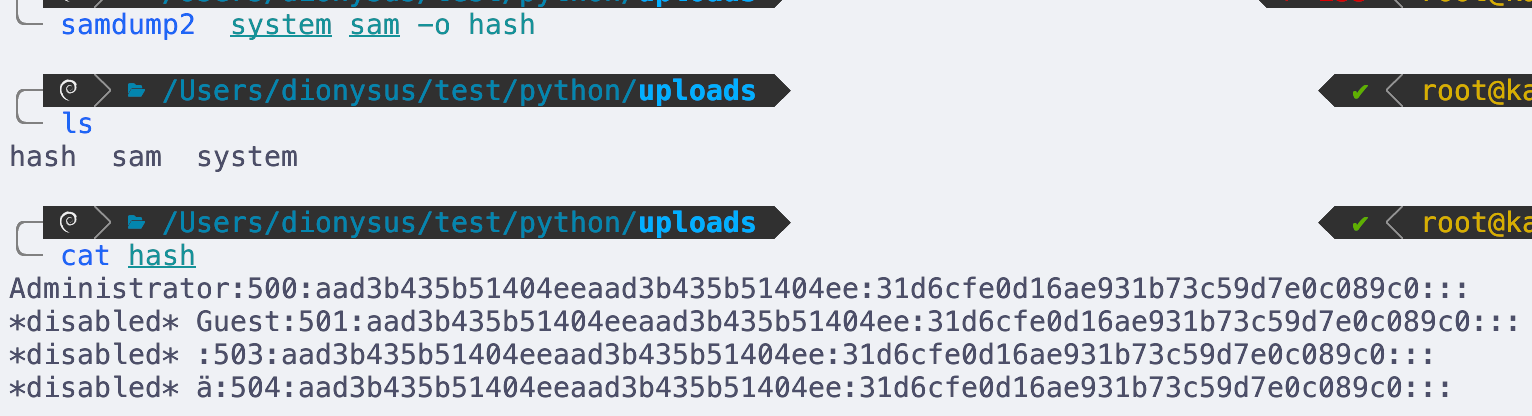 samdump2 system sam -o hash
/Users/dionysus/test/python/uploads ✔ root@ka
ls
hash sam system
/Users/dionysus/test/python/uploads ✔ root@ka
cat hash
Administrator:500:aad3b435b51404eeaad3b435b51404ee:31d6cfe0d16ae931b73c59d7e0c089c0:::
*disabled* Guest:501:aad3b435b51404eeaad3b435b51404ee:31d6cfe0d16ae931b73c59d7e0c089c0:::
*disabled* :503:aad3b435b51404eeaad3b435b51404ee:31d6cfe0d16ae931b73c59d7e0c089c0:::
*disabled* ä:504:aad3b435b51404eeaad3b435b51404ee:31d6cfe0d16ae931b73c59d7e0c089c0:::